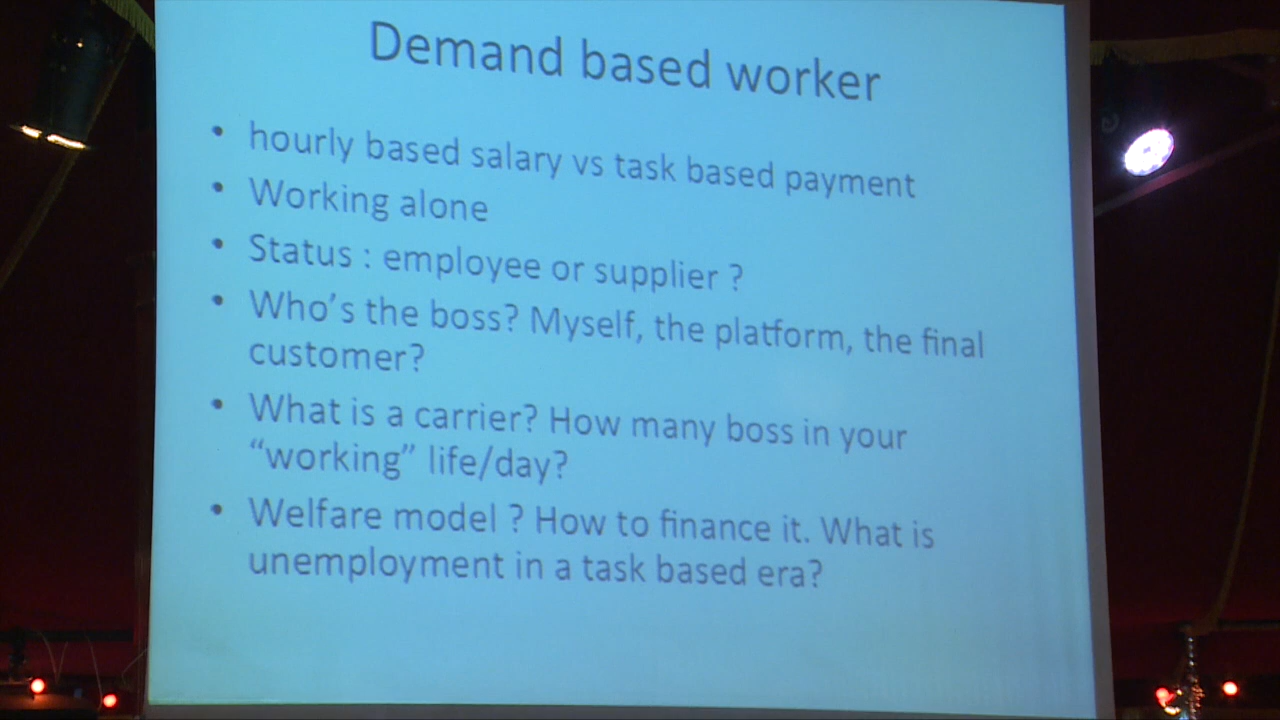 Demand based worker
• hourly based salary vs task based payment
• Working alone
• Status : employee or supplier ?
• Who's the boss? Myself, the platform, the final
customer?
• What is a carrier? How many boss in your
“working” life/day?
• Welfare model ? How to finance it. What is
unemployment in a task based era?